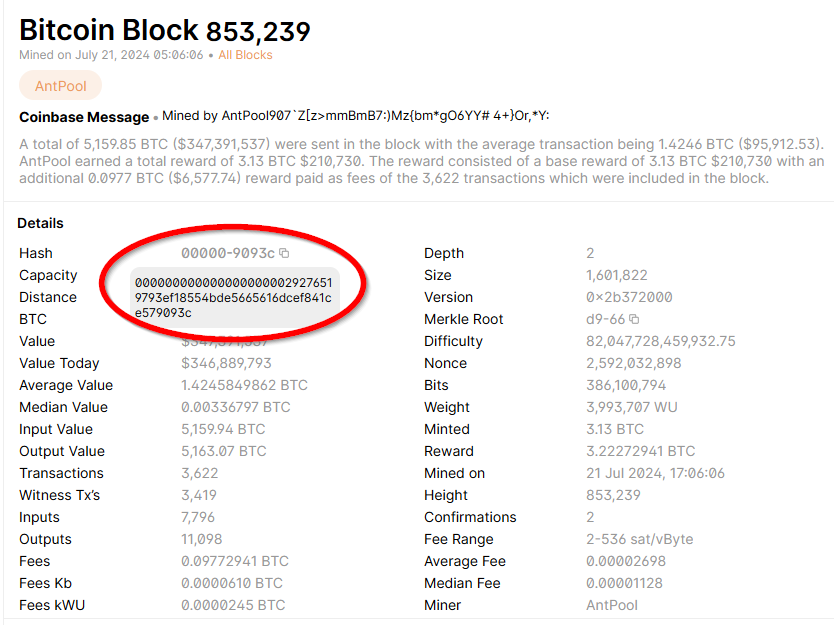 Bitcoin Block 853,239
Mined on July 21, 2024 05:06:06 • All Blocks
AntPool
Coinbase Message • Mined by AntPool907`Z[z>mmBmB7:)Mz{bm*gO6YY# 4+}Or,*Y:
A total of 5,159.85 BTC ($347,391,537) were sent in the block with the average transaction being 1.4246 BTC ($95,912.53).
AntPool earned a total reward of 3.13 BTC $210,730. The reward consisted of a base reward of 3.13 BTC $210,730 with an
additional 0.0977 BTC ($6,577.74) reward paid as fees of the 3,622 transactions which were included in the block.
Details
Hash 00000-9093c
Capacity
Distance
BTC
000000000000000000002927651
9793ef18554bde5665616dcef841c
e579093c
Value $347,391,537
Value Today $346,889,793
Average Value 1.4245849862 BTC
Median Value 0.00336797 BTC
Input Value 5,159.94 BTC
Output Value 5,163.07 BTC
Transactions 3,622
Witness Tx's 3,419
Inputs 7,796
Outputs 11,098
Fees 0.09772941 BTC
Fees Kb 0.0000610 BTC
Fees kWU 0.0000245 BTC
Depth 2
Size 1,601,822
Version 0×2b372000
Merkle Root d9-66
Difficulty 82,047,728,459,932.75
Nonce 2,592,032,898
Bits 386,100,794
Weight 3,993,707 WU
Minted 3.13 BTC
Reward 3.22272941 BTC
Mined on 21 Jul 2024, 17:06:06
Height 853,239
Confirmations 2
Fee Range 2-536 sat/vByte
Average Fee 0.00002698
Median Fee 0.00001128
Miner AntPool